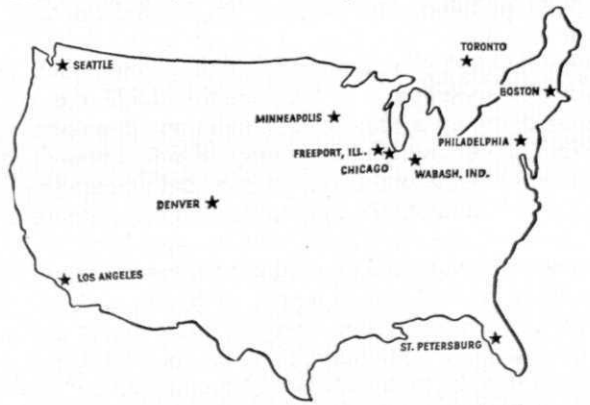 TORONTO
SEATTLE
BOSTON
MINNEAPOLIS
PHILADELPHIA
FREEPORT, ILL.
CHICAGO
WABASH, IND.
DENVER
LOS ANGELES
ST. PETERSBURG